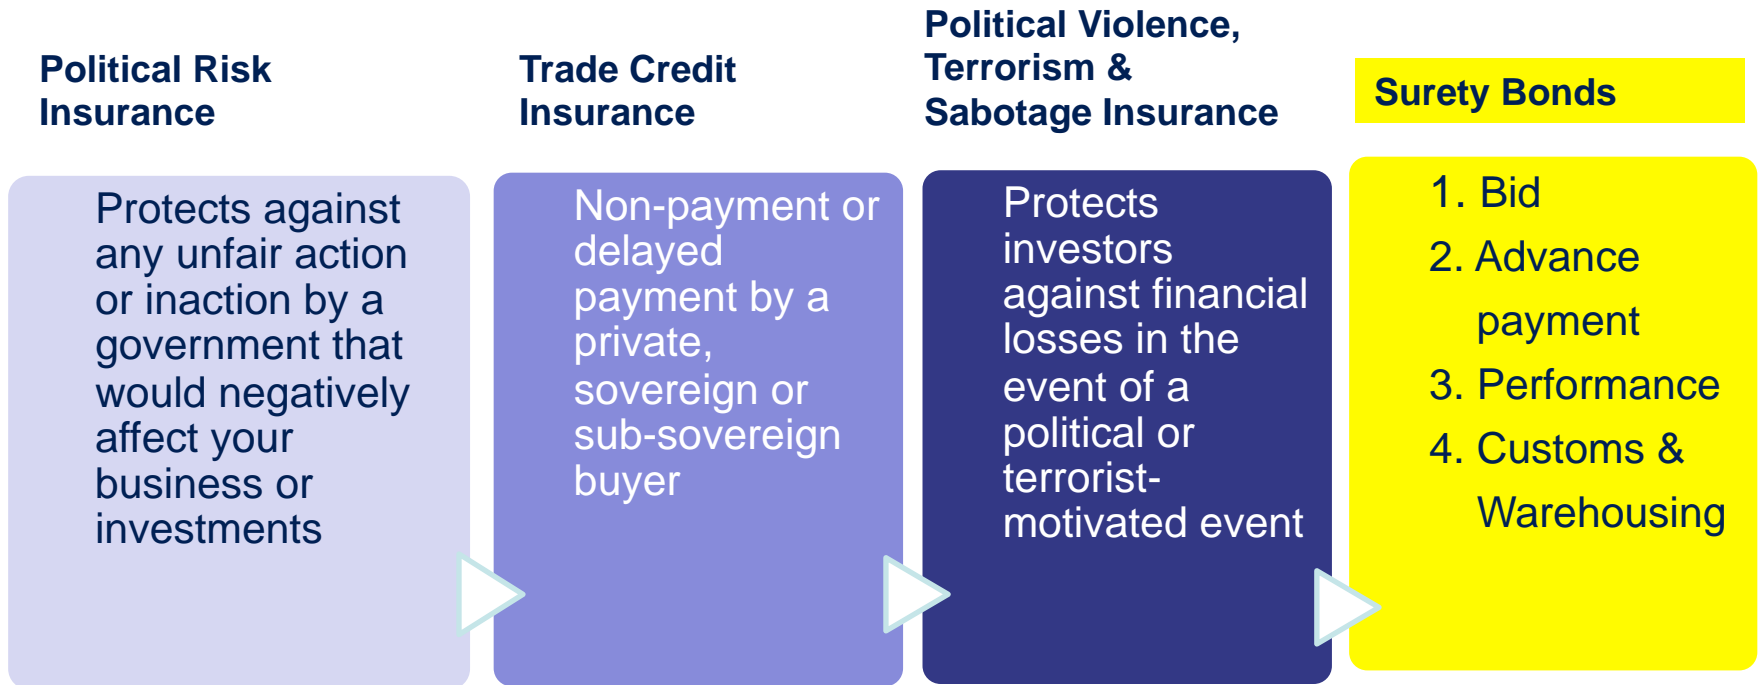 Political Risk
Insurance
Protects against
any unfair action
or inaction by a
government that
would negatively
affect your
business or
investments
Trade Credit
Insurance
Non-payment or
delayed
payment by a
private,
sovereign or
sub-sovereign
buyer
Political Violence,
Terrorism &
Sabotage Insurance
Protects
investors
against financial
losses in the
event of a
political or
terrorist-
motivated event
Surety Bonds
1. Bid
2. Advance
payment
3. Performance
4. Customs &
Warehousing